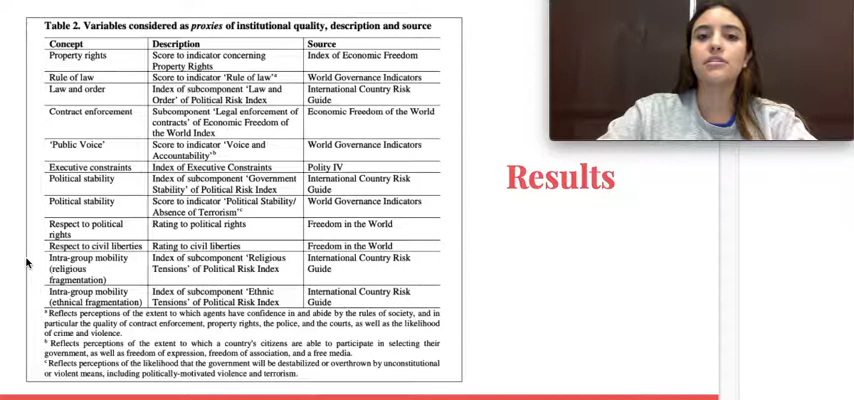 Table 2. Variables considered as proxies of institutional quality, description and source
Concept Description Source
Property rights Score to indicator concerning Index of Economic Freedom
Property Rights
Rule of law Score to indicator ‘Rule of law’ᵃ World Governance Indicators
Law and order Index of subcomponent ‘Law and International Country Risk
Order’ of Political Risk Index Guide
Contract enforcement Subcomponent ‘Legal enforcement of Economic Freedom of the World
contracts’ of Economic Freedom of
the World Index
‘Public Voice’ Score to indicator ‘Voice and World Governance Indicators
Accountability’ᵇ
Executive constraints Index of Executive Constraints Polity IV
Political stability Index of subcomponent ‘Government International Country Risk
Stability’ of Political Risk Index Guide
Political stability Score to indicator ‘Political Stability/ World Governance Indicators
Absence of Terrorism’ᶜ
Respect to political Rating to political rights Freedom in the World
rights
Respect to civil liberties Rating to civil liberties Freedom in the World
Intra-group mobility Index of subcomponent ‘Religious International Country Risk
(religious Tensions’ of Political Risk Index Guide
fragmentation)
Intra-group mobility Index of subcomponent ‘Ethnic International Country Risk
(ethnical fragmentation) Tensions’ of Political Risk Index Guide
ᵃ Reflects perceptions of the extent to which agents have confidence in and abide by the rules of society, and in
particular the quality of contract enforcement, property rights, the police, and the courts, as well as the likelihood
of crime and violence.
ᵇ Reflects perceptions of the extent to which a country's citizens are able to participate in selecting their
government, as well as freedom of expression, freedom of association, and a free media.
ᶜ Reflects perceptions of the likelihood that the government will be destabilized or overthrown by unconstitutional
or violent means, including politically-motivated violence and terrorism.
Results